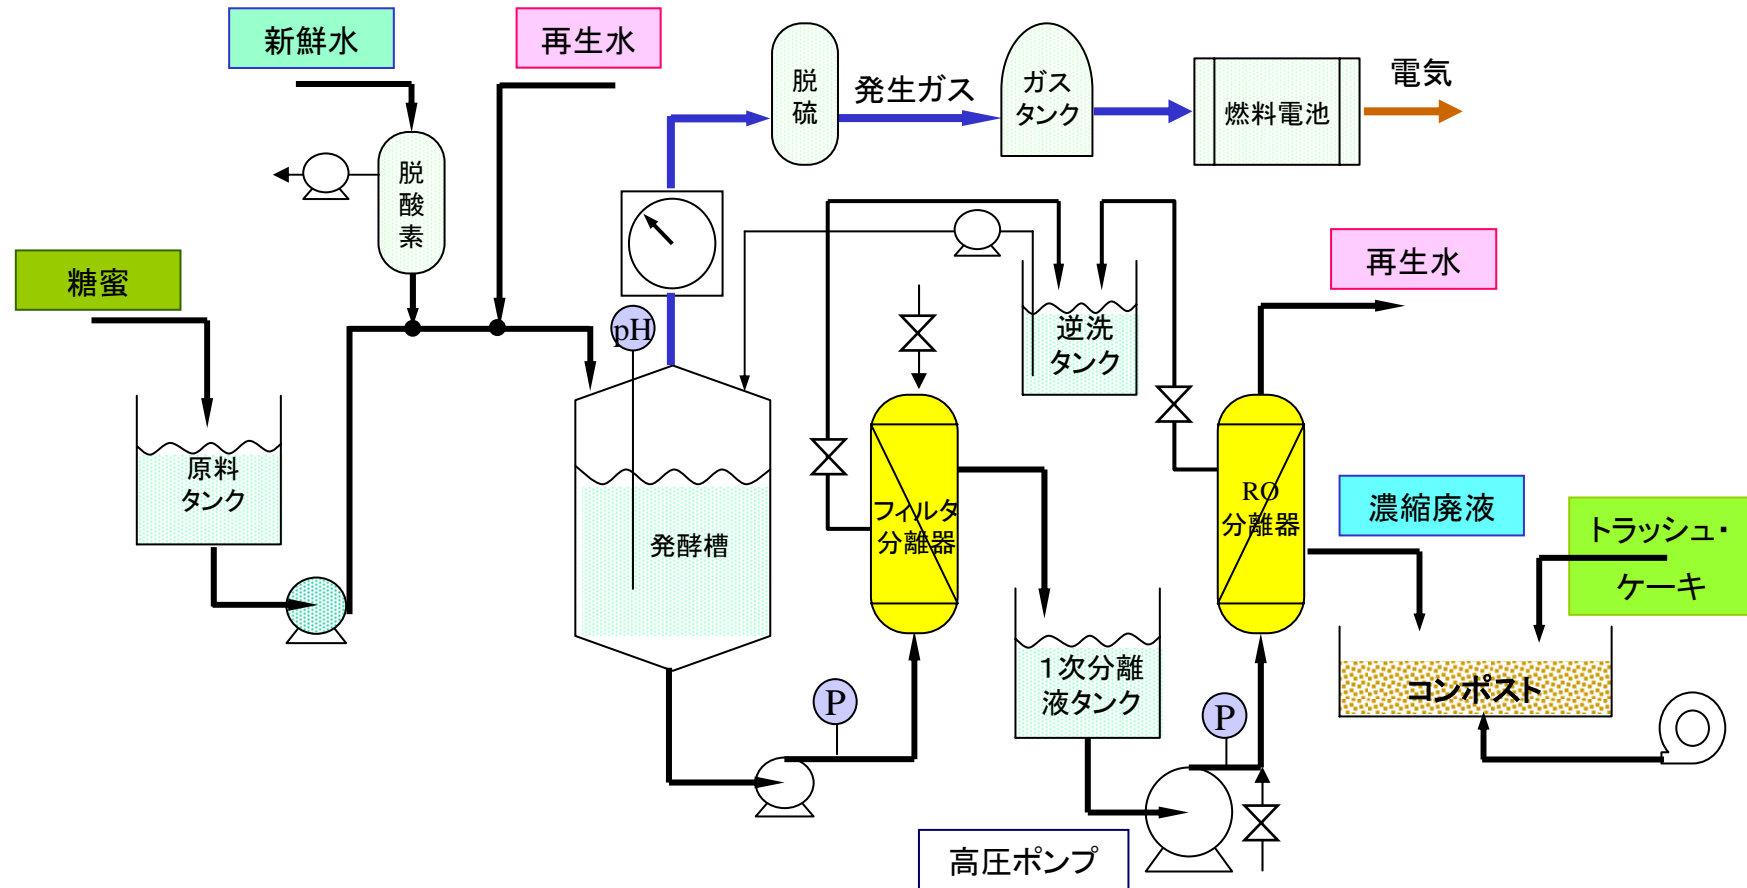 新鮮水
再生水
脱
硫
発生ガス
ガス
タンク
燃料電池
電気
脱
酸
素
糖蜜
pH
逆洗
タンク
再生水
原料
タンク
発酵槽
フィルタ
分離器
RO
分離器
濃縮廃液
トラッシュ・
ケーキ
1次分離
液タンク
コンポスト
P
P
高圧ポンプ